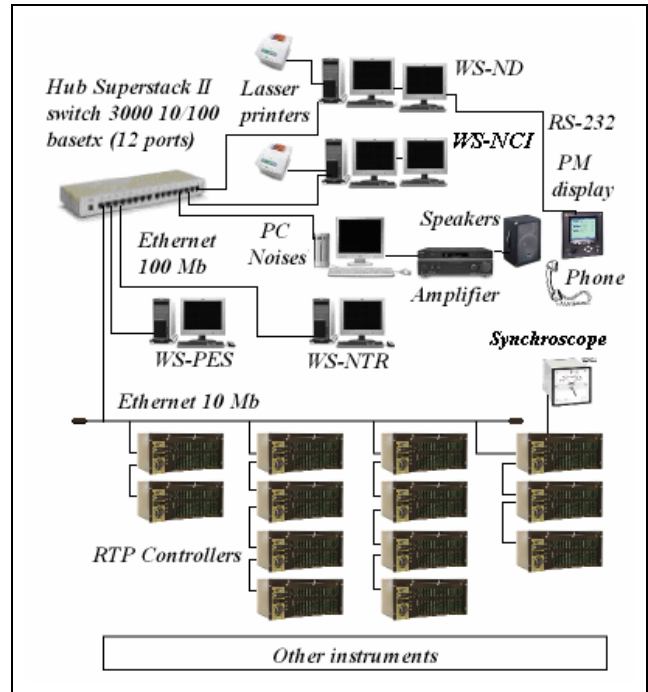 Hub Superstack II
switch 3000 10/100
basetx (12 ports)
Lasser
printers
WS-ND
RS-232
WS-NCI
PM
display
Ethernet
100 Mb
PC
Noises
Speakers
Amplifier
Phone
WS-PES
WS-NTR
Synchroscope
Ethernet 10 Mb
RTP Controllers
Other instruments